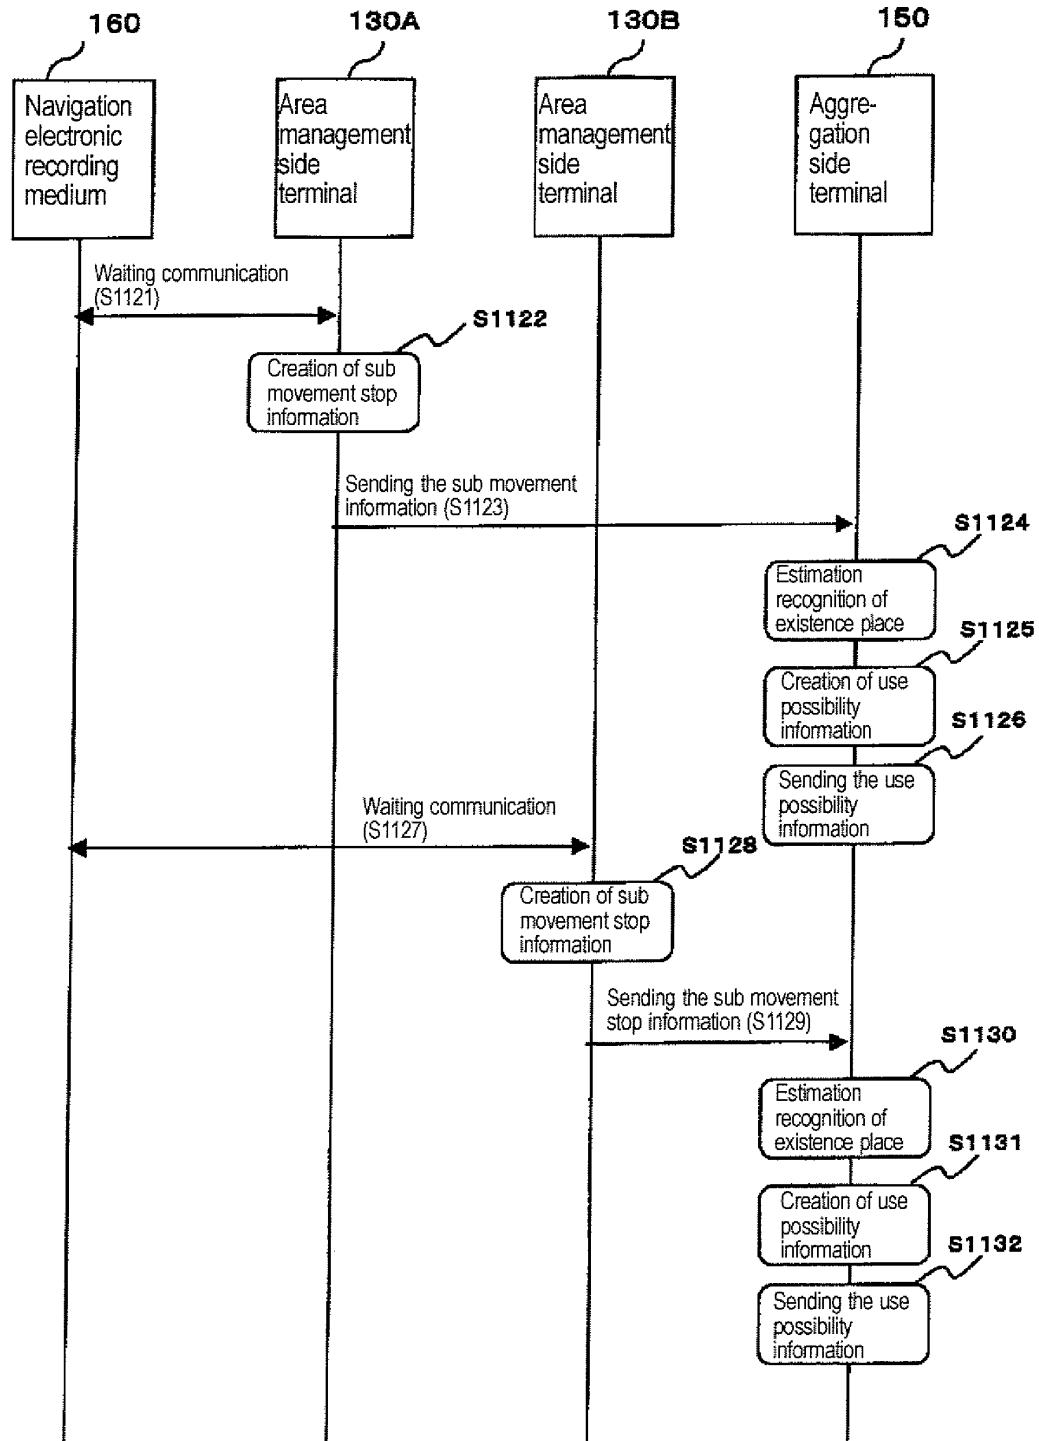 160
130A
130B
150
Navigation
electronic
recording
medium
Area
management
side
terminal
Area
management
side
terminal
Aggre-
gation
side
terminal
Waiting communication
(S1121)
S1122
Creation of sub
movement stop
information
Sending the sub movement
information (S1123)
S1124
Estimation
recognition of
existence place
S1125
Creation of use
possibility
information
S1126
Sending the use
possibility
information
Waiting communication
(S1127)
S1128
Creation of sub
movement stop
information
Sending the sub movement
stop information (S1129)
S1130
Estimation
recognition of
existence place
S1131
Creation of use
possibility
information
S1132
Sending the use
possibility
information